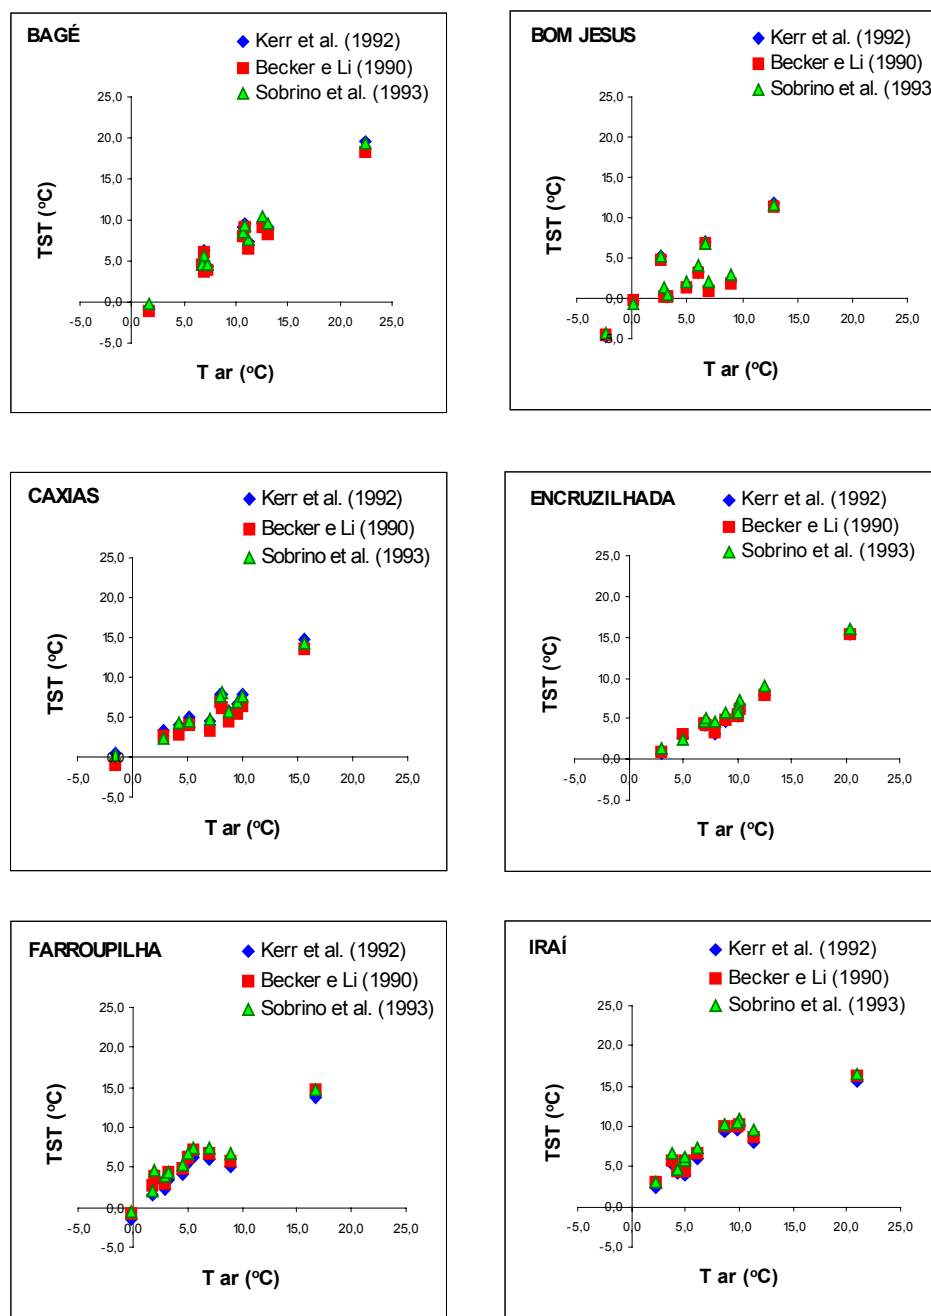 BAGÉ
Kerr et al. (1992)
Becker e Li (1990)
Sobrino et al. (1993)
25,0
20,0
15,0
10,0
5,0
0,0
-5,0
-5,0 0,0 5,0 10,0 15,0 20,0 25,0
TST (ºC)
T ar (ºC)
BOM JESUS
Kerr et al. (1992)
Becker e Li (1990)
Sobrino et al. (1993
25,0
20,0
15,0
10,0
5,0
0,0
-5,0
-5,0 0,0 5,0 10,0 15,0 20,0 25,0
TST (ºC)
T ar (ºC)
CAXIAS
Kerr et al. (1992)
Becker e Li (1990)
Sobrino et al. (1993)
25,0
20,0
15,0
10,0
5,0
0,0
-5,0
-5,0 0,0 5,0 10,0 15,0 20,0 25,0
TST (ºC)
T ar (ºC)
ENCRUZILHADA
Kerr et al. (1992)
Becker e Li (1990)
Sobrino et al. (1993)
25,0
20,0
15,0
10,0
5,0
0,0
-5,0
-5,0 0,0 5,0 10,0 15,0 20,0 25,0
TST (ºC)
T ar (ºC)
FARROUPILHA
Kerr et al. (1992)
Becker e Li (1990)
Sobrino et al. (1993)
25,0
20,0
15,0
10,0
5,0
0,0
-5,0
-5,0 0,0 5,0 10,0 15,0 20,0 25,0
TST (ºC)
T ar (ºC)
IRAÍ
Kerr et al. (1992)
Becker e Li (1990)
Sobrino et al. (1993)
25,0
20,0
15,0
10,0
5,0
0,0
-5,0
-5,0 0,0 5,0 10,0 15,0 20,0 25,0
TST (ºC)
T ar (ºC)